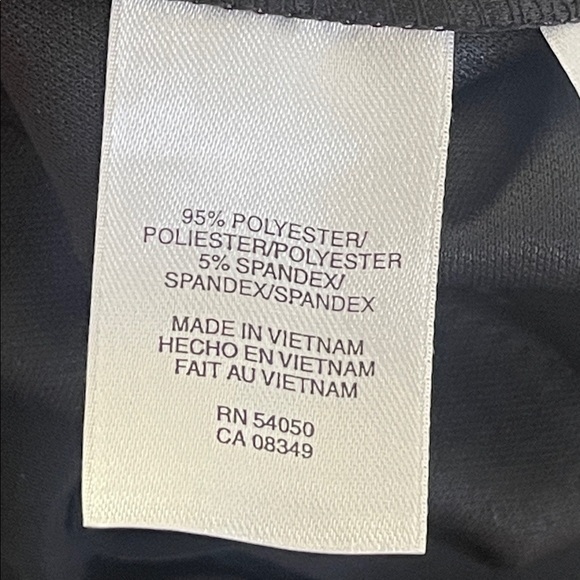 95% POLYESTER/
POLIESTER/POLYESTER
5% SPANDEX/
SPANDEX/SPANDEX
MADE IN VIETNAM
HECHO EN VIETNAM
FAIT AU VIETNAM
RN 54050
CA 08349